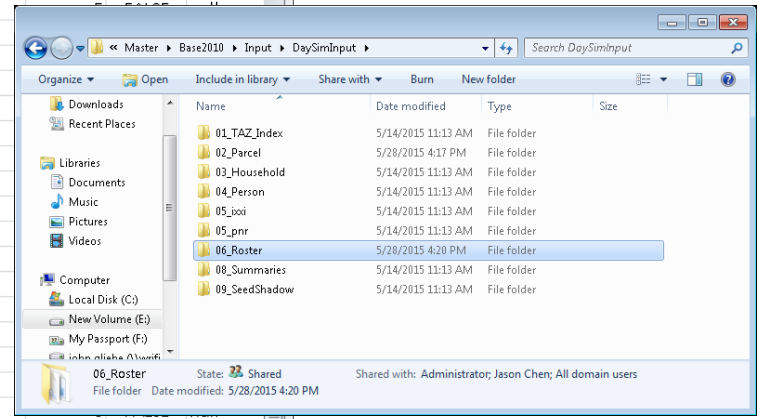 « Master ▸ Base2010 ▸ Input ▸ DaySimInput ▸
Search DaySimInput
Organize ▾ Open Include in library ▾ Share with ▾ Burn New folder
Downloads
Recent Places
Libraries
Documents
Music
Pictures
Videos
Computer
Local Disk (C:)
New Volume (E:)
My Passport (F:)
Name Date modified Type Size
01_TAZ_Index 5/14/2015 11:13 AM File folder
02_Parcel 5/28/2015 4:17 PM File folder
03_Household 5/14/2015 11:13 AM File folder
04_Person 5/14/2015 11:13 AM File folder
05_ixxi 5/14/2015 11:13 AM File folder
05_pnr 5/14/2015 11:13 AM File folder
06_Roster 5/28/2015 4:20 PM File folder
08_Summaries 5/14/2015 11:13 AM File folder
09_SeedShadow 5/14/2015 11:13 AM File folder
06_Roster State: Shared Shared with: Administrator; Jason Chen; All domain users
File folder Date modified: 5/28/2015 4:20 PM